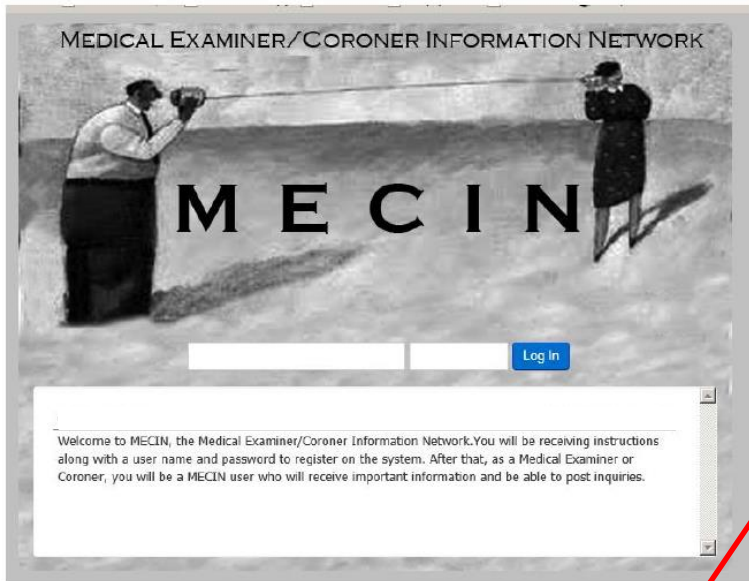 MEDICAL EXAMINER/CORONER INFORMATION NETWORK
M E C I N
Log In
Welcome to MECIN, the Medical Examiner/Coroner Information Network.You will be receiving instructions
along with a user name and password to register on the system. After that, as a Medical Examiner or
Coroner, you will be a MECIN user who will receive important information and be able to post inquiries.